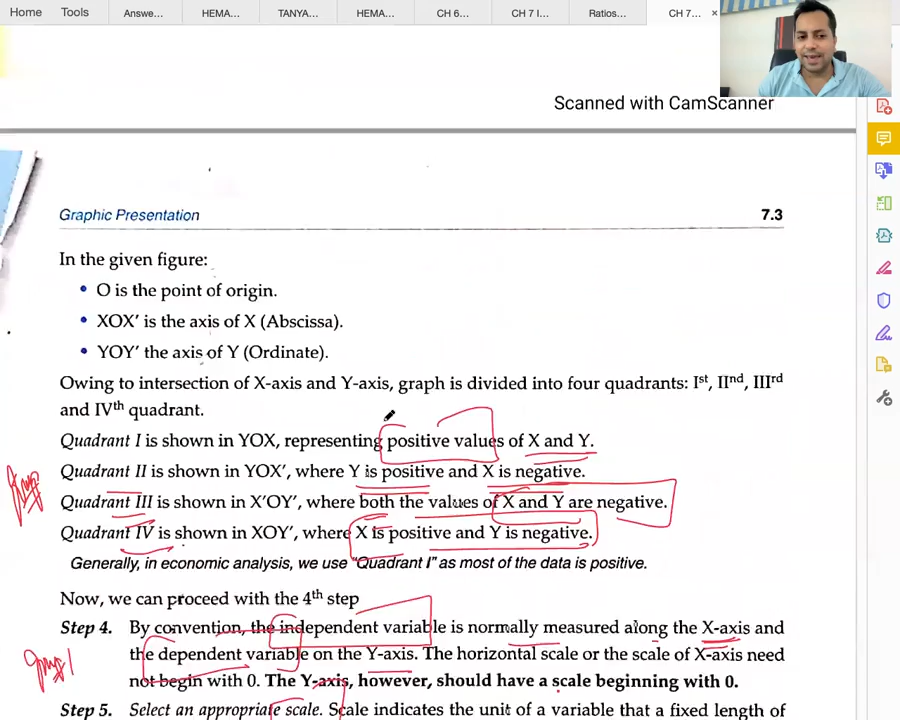 Home Tools Answe... HEMA... TANYA... HEMA... CH 6... CH 7 I... Ratios... CH 7... ×
Scanned with CamScanner
Graphic Presentation 7.3
In the given figure:
• O is the point of origin.
• XOX' is the axis of X (Abscissa).
• YOY' the axis of Y (Ordinate).
Owing to intersection of X-axis and Y-axis, graph is divided into four quadrants: Ist, IInd, IIIrd
and IVth quadrant.
Quadrant I is shown in YOX, representing positive values of X and Y.
Quadrant II is shown in YOX', where Y is positive and X is negative.
Quadrant III is shown in X'OY', where both the values of X and Y are negative.
Quadrant IV is shown in XOY', where X is positive and Y is negative.
Generally, in economic analysis, we use "Quadrant I" as most of the data is positive.
Now, we can proceed with the 4th step
Step 4. By convention, the independent variable is normally measured along the X-axis and
the dependent variable on the Y-axis. The horizontal scale or the scale of X-axis need
not begin with 0. The Y-axis, however, should have a scale beginning with 0.
Step 5. Select an appropriate scale. Scale indicates the unit of a variable that a fixed length of